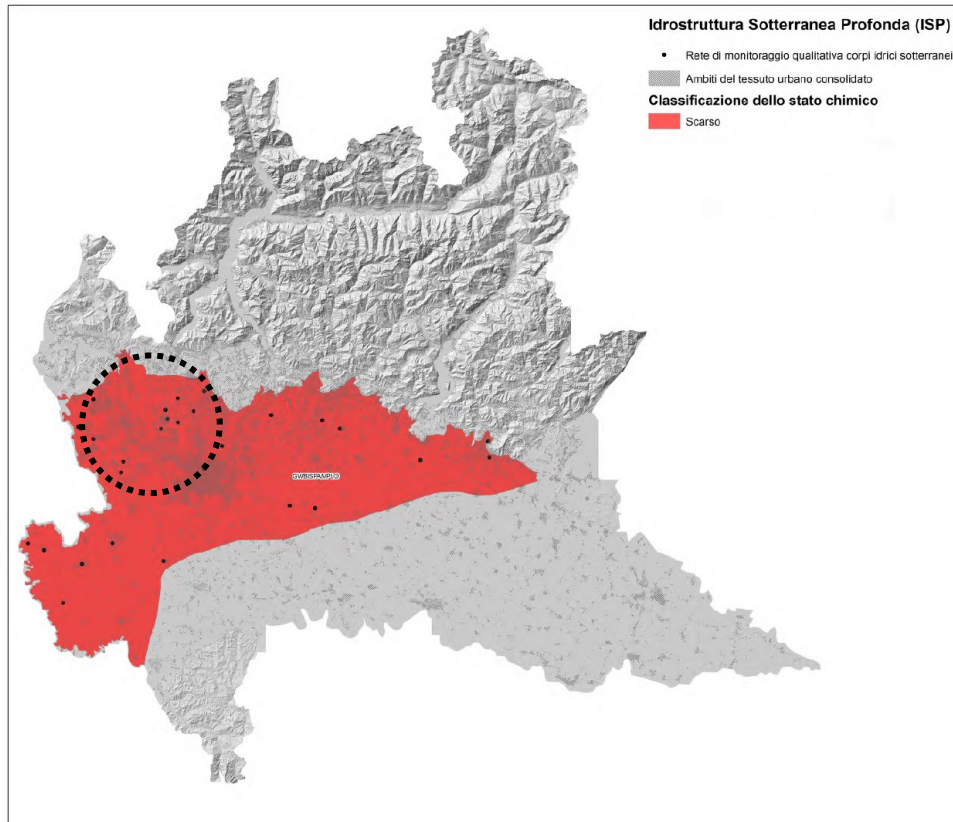 Idrostruttura Sotterranea Profonda (ISP)
Rete di monitoraggio qualitativa corpi idrici sotterranei
Ambiti del tessuto urbano consolidato
Classificazione dello stato chimico
Scarso
GWBISPAMPLO